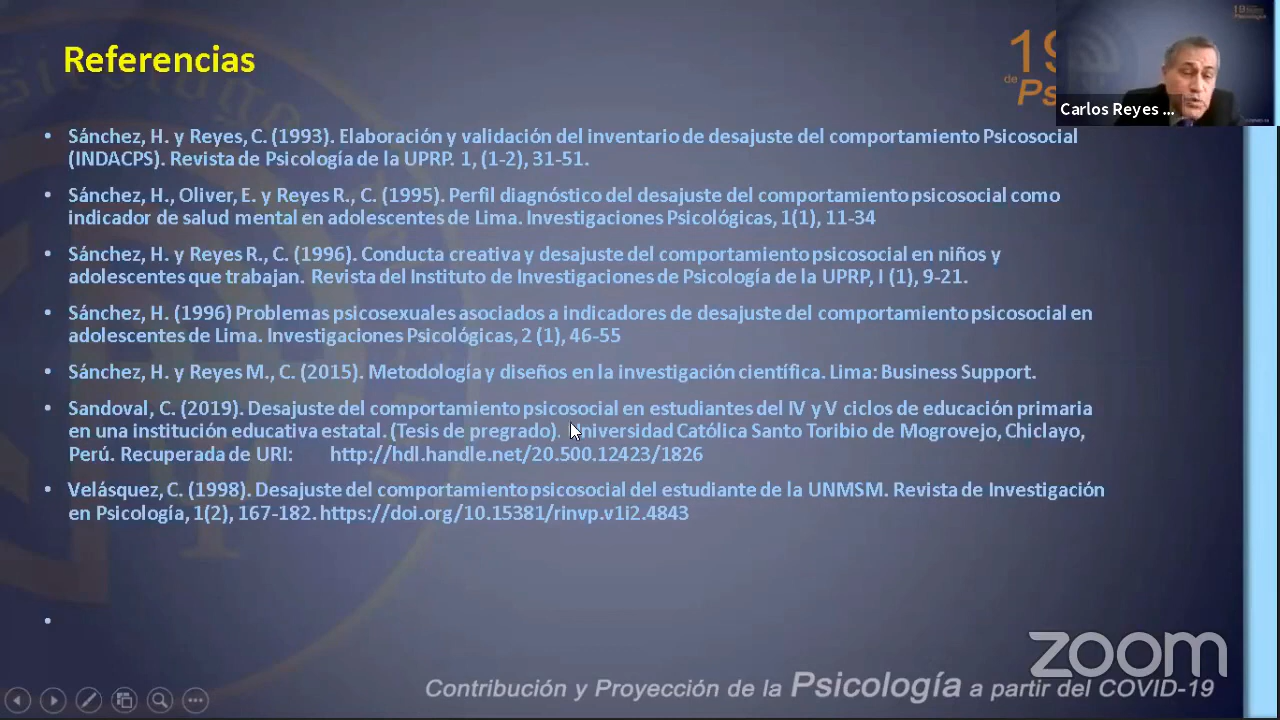 Referencias
19
de
Ps
19
Psicología
Carlos Reyes ...
• Sánchez, H. y Reyes, C. (1993). Elaboración y validación del inventario de desajuste del comportamiento Psicosocial
(INDACPS). Revista de Psicología de la UPRP. 1, (1-2), 31-51.
• Sánchez, H., Oliver, E. y Reyes R., C. (1995). Perfil diagnóstico del desajuste del comportamiento psicosocial como
indicador de salud mental en adolescentes de Lima. Investigaciones Psicológicas, 1(1), 11-34
• Sánchez, H. y Reyes R., C. (1996). Conducta creativa y desajuste del comportamiento psicosocial en niños y
adolescentes que trabajan. Revista del Instituto de Investigaciones de Psicología de la UPRP, I (1), 9-21.
• Sánchez, H. (1996) Problemas psicosexuales asociados a indicadores de desajuste del comportamiento psicosocial en
adolescentes de Lima. Investigaciones Psicológicas, 2 (1), 46-55
• Sánchez, H. y Reyes M., C. (2015). Metodología y diseños en la investigación científica. Lima: Business Support.
• Sandoval, C. (2019). Desajuste del comportamiento psicosocial en estudiantes del IV y V ciclos de educación primaria
en una institución educativa estatal. (Tesis de pregrado). Universidad Católica Santo Toribio de Mogrovejo, Chiclayo,
Perú. Recuperada de URI: http://hdl.handle.net/20.500.12423/1826
• Velásquez, C. (1998). Desajuste del comportamiento psicosocial del estudiante de la UNMSM. Revista de Investigación
en Psicología, 1(2), 167-182. https://doi.org/10.15381/rinvp.v1i2.4843
•
zoom
Contribución y Proyección de la Psicología a partir del COVID-19